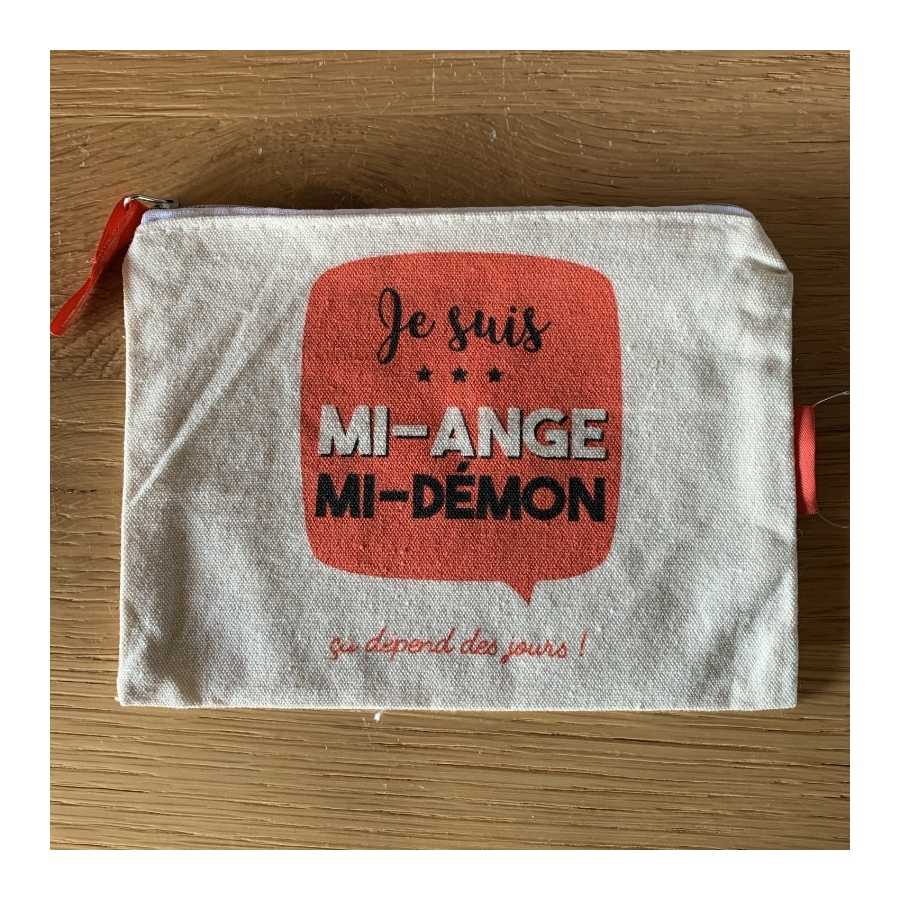 Je suis
MI-ANGE
MI-DÉMON
ça dépend des jours !